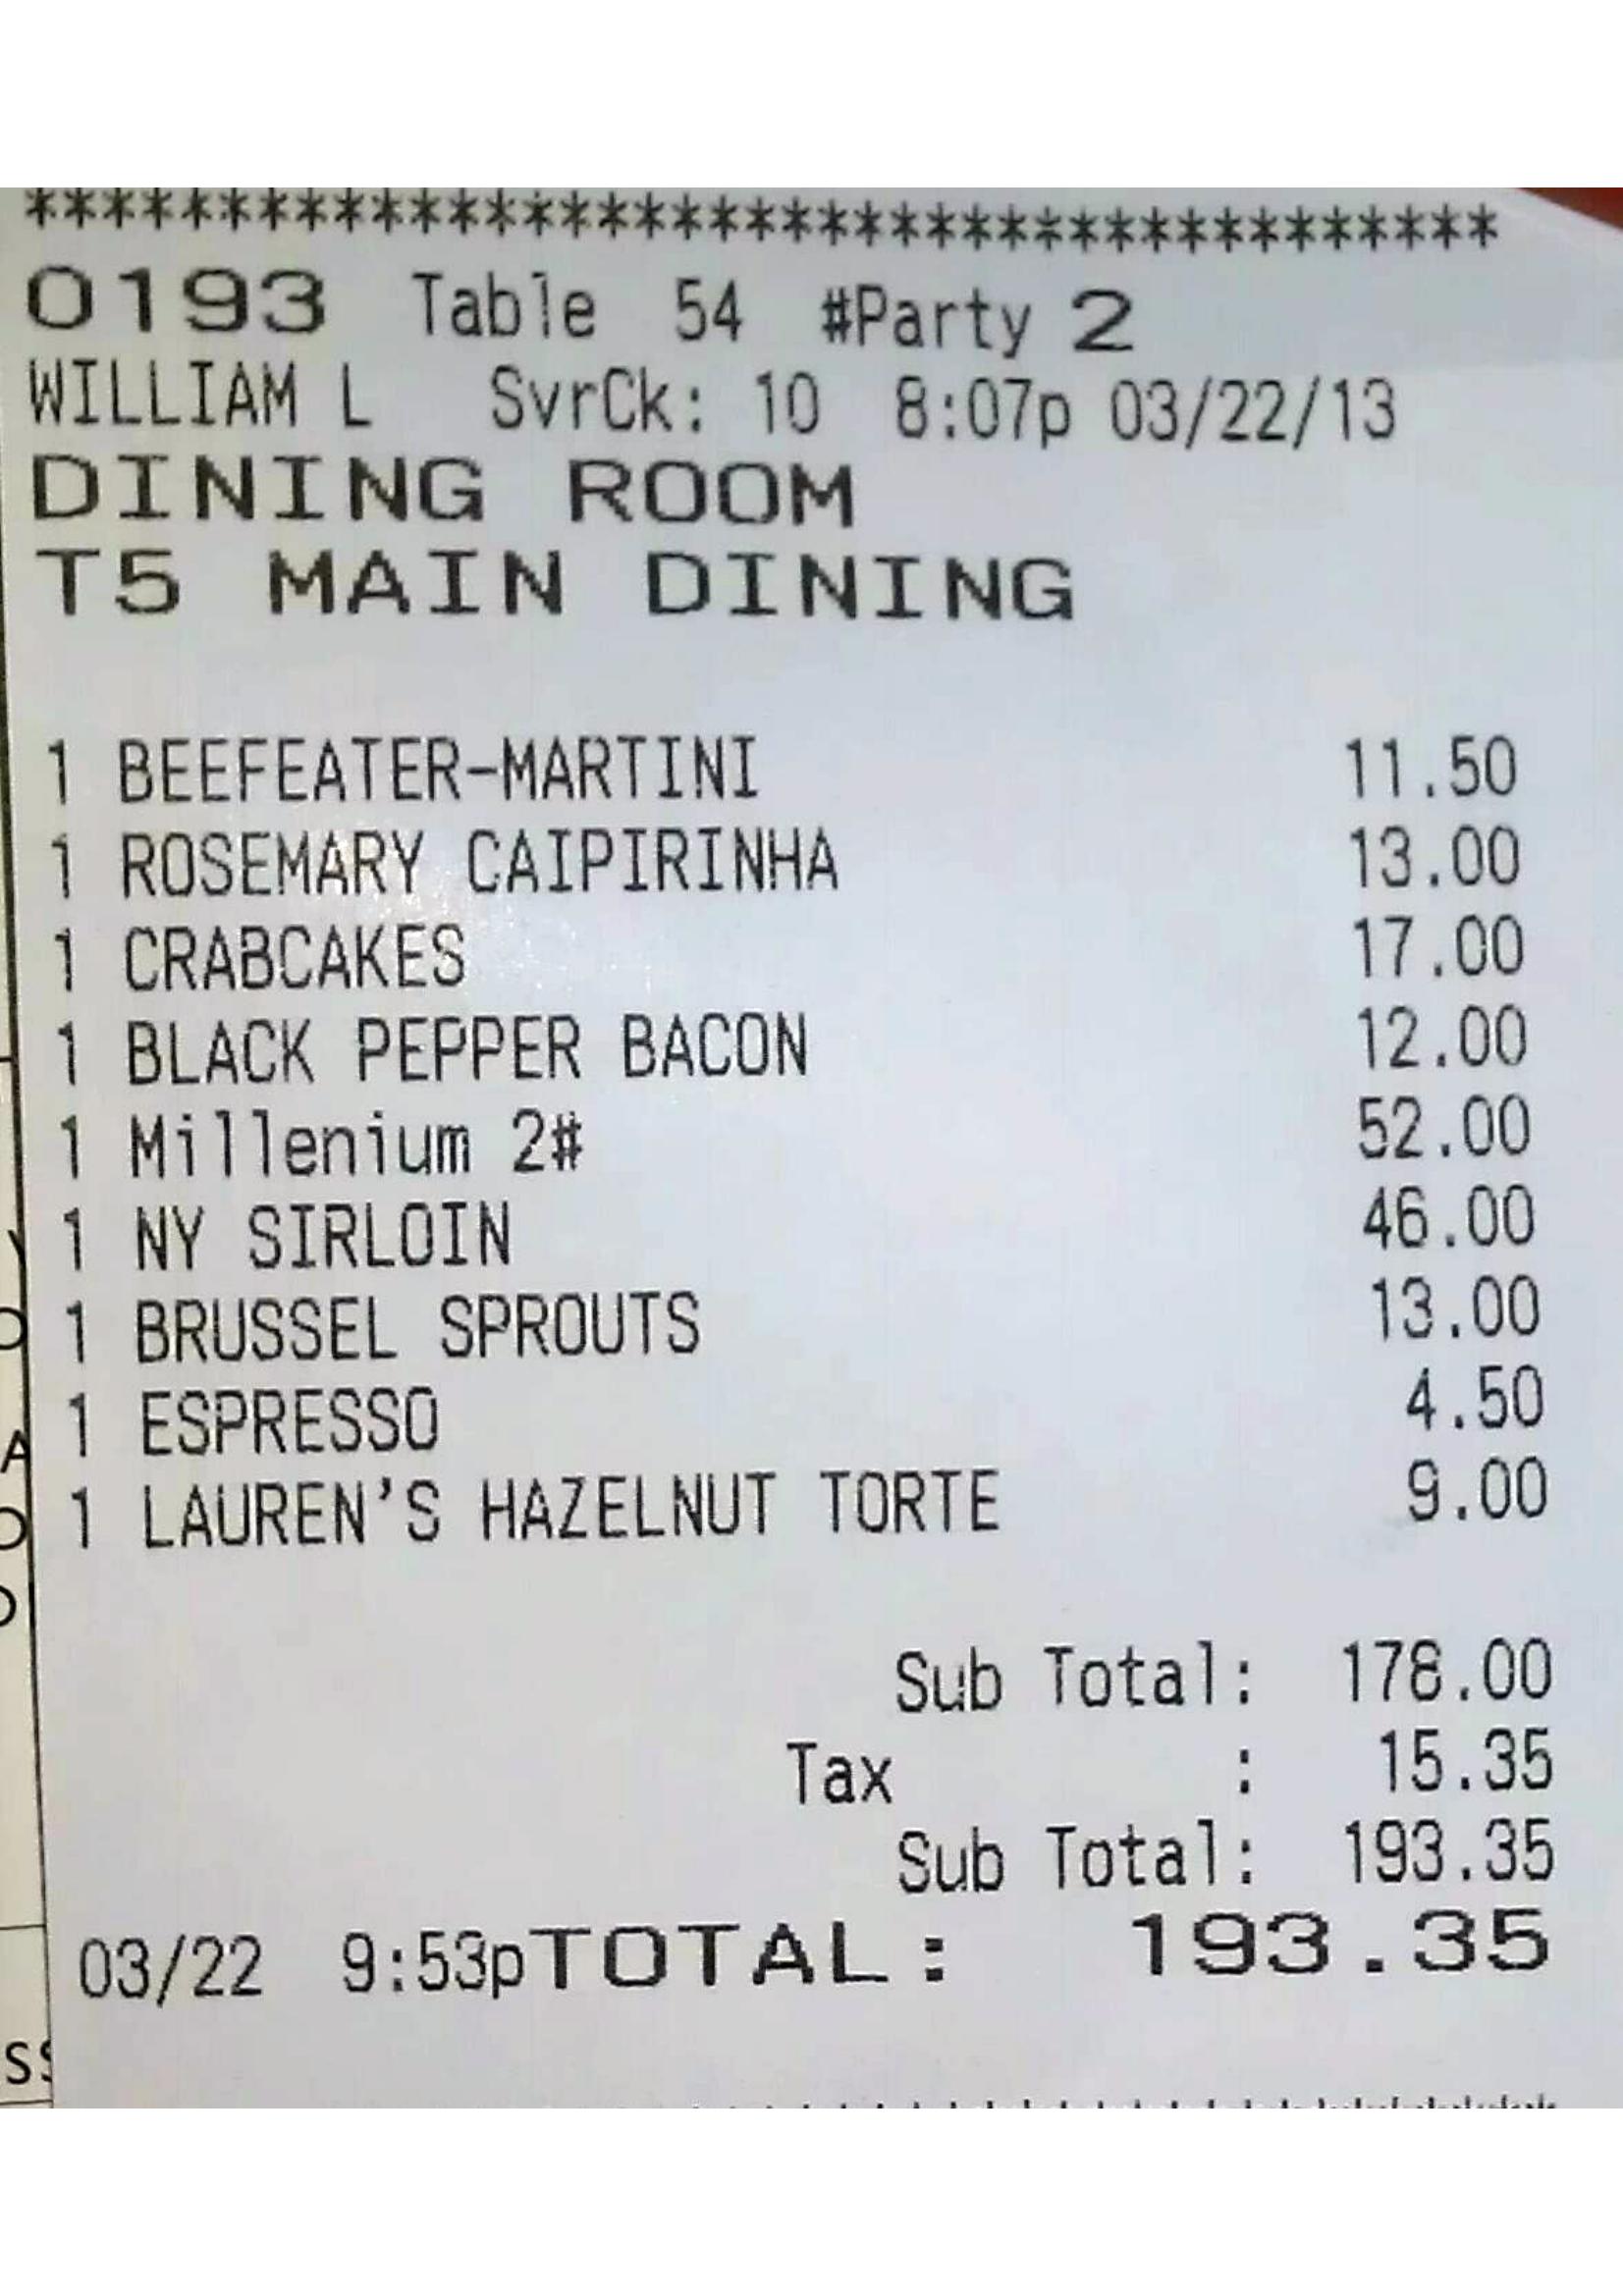 ***************************************
0193 Table 54 #Party 2
WILLIAM L SvrCk: 10 8:07p 03/22/13
DINING ROOM
T5 MAIN DINING
1 BEEFEATER-MARTINI 11.50
1 ROSEMARY CAIPIRINHA 13.00
1 CRABCAKES 17.00
1 BLACK PEPPER BACON 12.00
1 Millenium 2# 52.00
1 NY SIRLOIN 46.00
1 BRUSSEL SPROUTS 13.00
1 ESPRESSO 4.50
1 LAUREN'S HAZELNUT TORTE 9.00
Sub Total: 178.00
Tax : 15.35
Sub Total: 193.35
03/22 9:53pTOTAL: 193.35